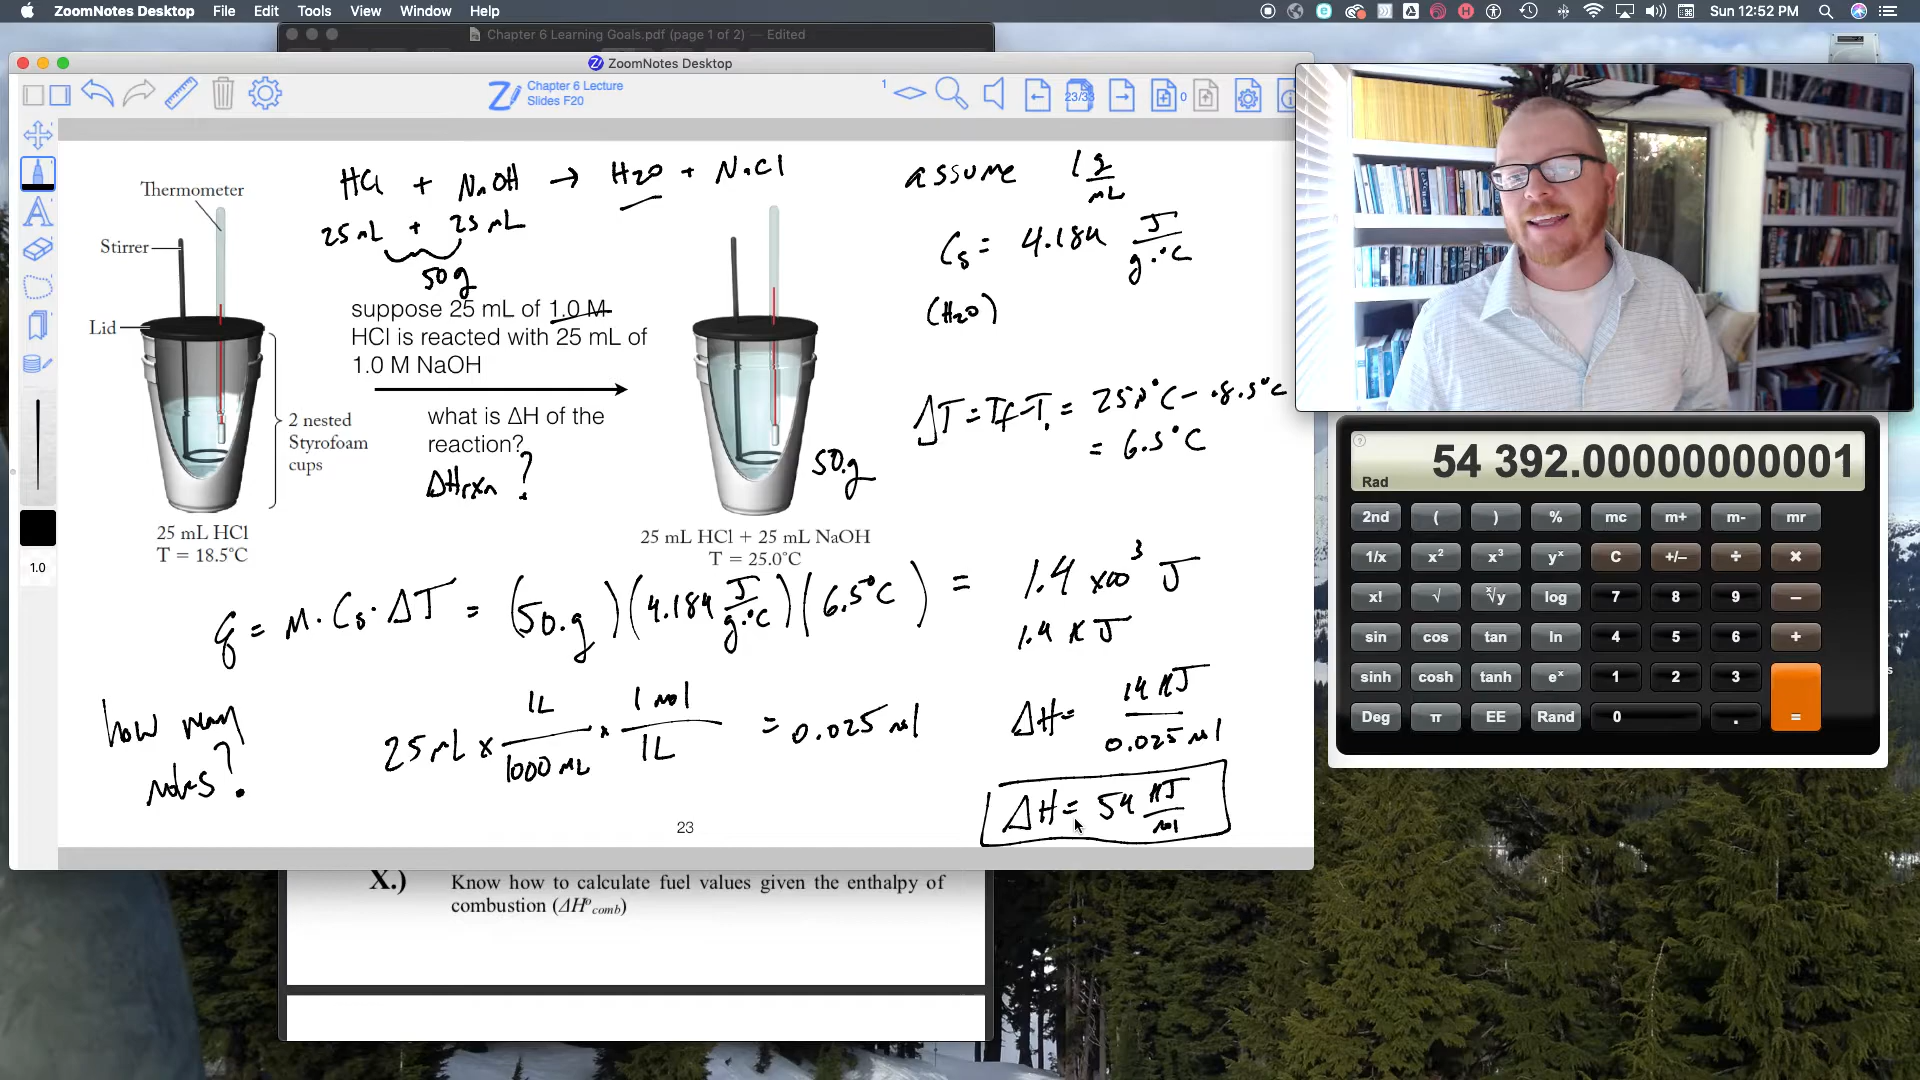 ZoomNotes Desktop File Edit Tools View Window Help Sun 12:52 PM
Chapter 6 Learning Goals.pdf (page 1 of 2) — Edited
ZoomNotes Desktop
Chapter 6 Lecture
Slides F20
1
23/33
0
1.0
Thermometer
Stirrer
Lid
2 nested
Styrofoam
cups
25 mL HCl
T = 18.5°C
HCl + NaOH → H2O + NaCl
25 mL + 25 mL
50g
suppose 25 mL of 1.0 M
HCl is reacted with 25 mL of
1.0 M NaOH
what is ΔH of the
reaction?
ΔHrxn ?
50.g
25 mL HCl + 25 mL NaOH
T = 25.0°C
assume 1 g/mL
Cs = 4.184 J/g·°C
(H2O)
ΔT = Tf - Ti = 25.0°C - 18.5°C
= 6.5°C
q = m · Cs · ΔT = (50.g)(4.184 J/g·°C)(6.5°C) = 1.4 x10³ J
1.4 KJ
how many
moles?
25 mL x 1L/1000 mL x 1 mol/1L = 0.025 mol
ΔH= 14 KJ/0.025 mol
ΔH= 54 KJ/mol
23
X.) Know how to calculate fuel values given the enthalpy of
combustion (ΔH°comb)
54 392.00000000001
Rad
2nd ( ) % mc m+ m- mr
1/x x² x³ yˣ C +/– ÷ ×
x! √ ˣ√y log 7 8 9 −
sin cos tan ln 4 5 6 +
sinh cosh tanh eˣ 1 2 3 =
Deg π EE Rand 0 .